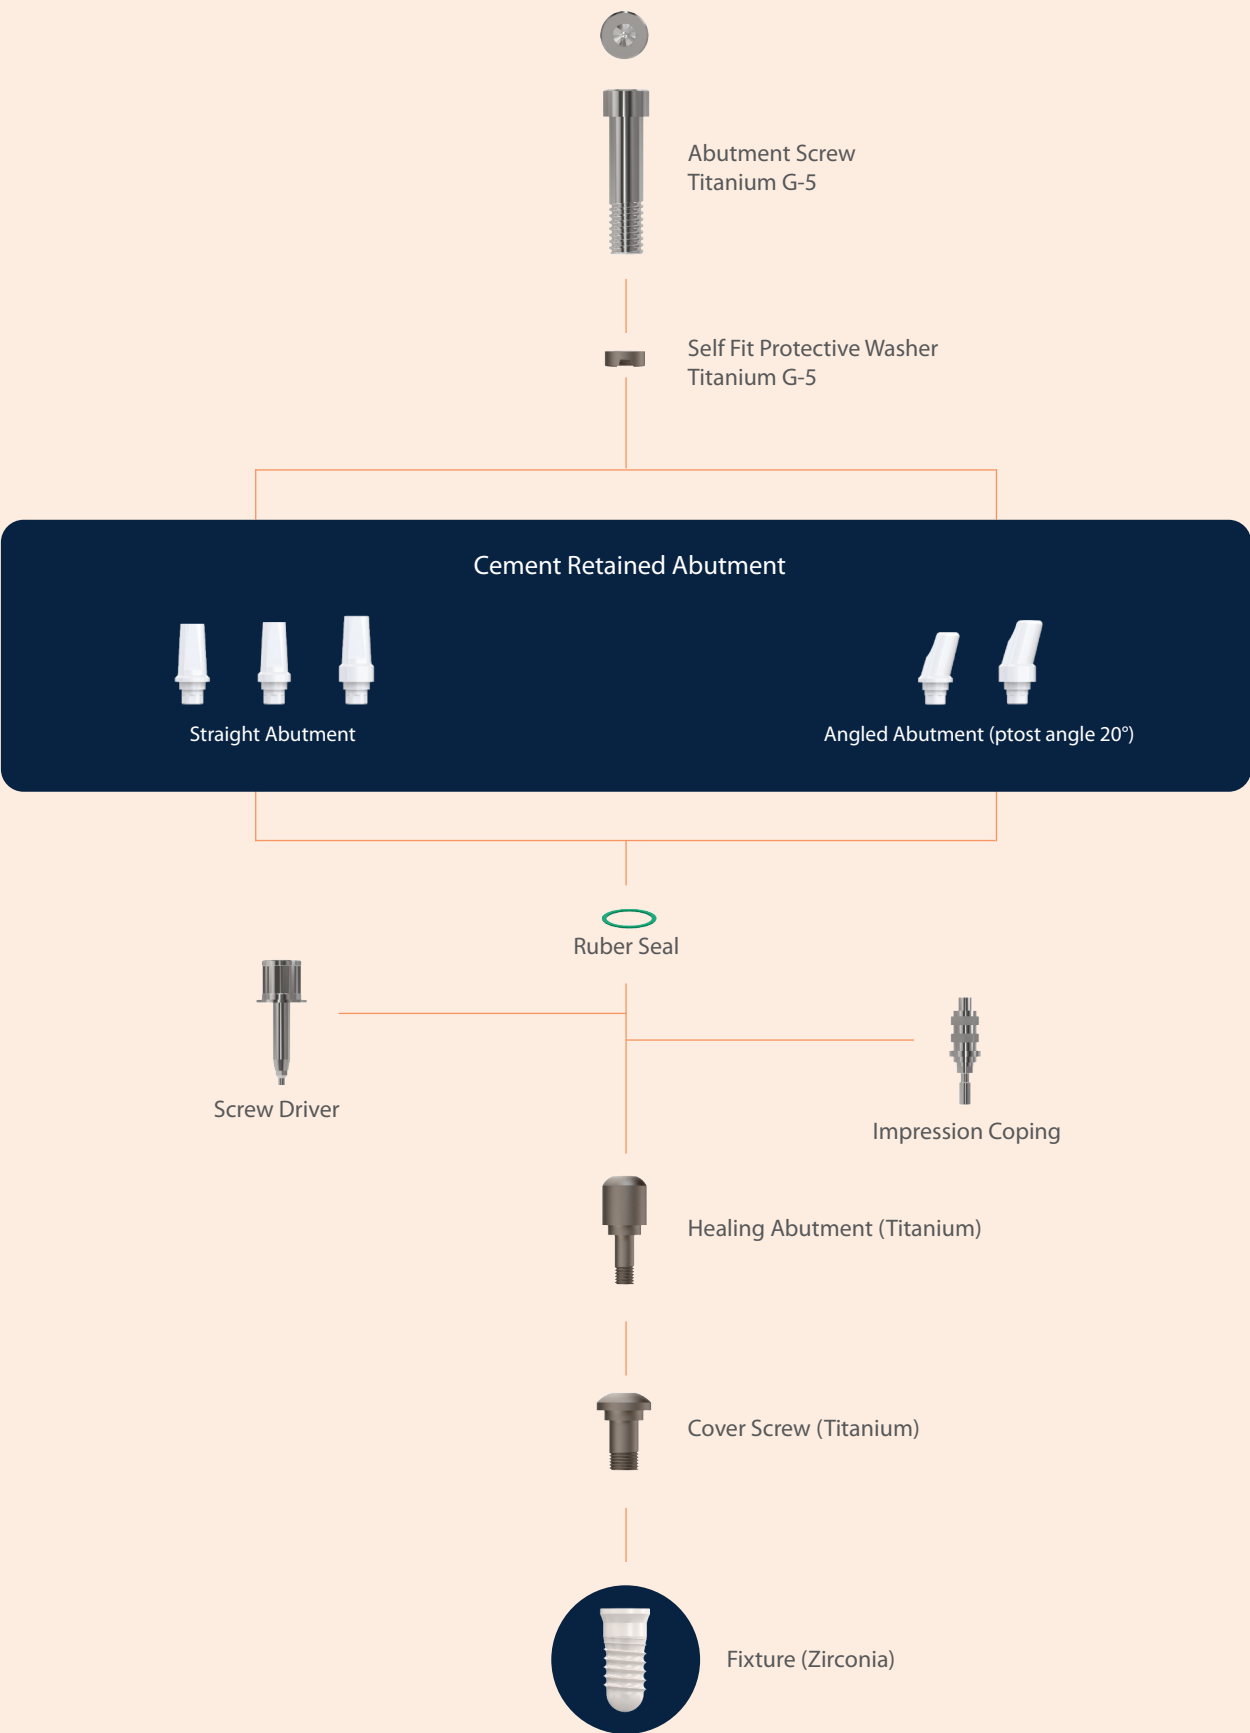 Abutment Screw
Titanium G-5
Self Fit Protective Washer
Titanium G-5
Cement Retained Abutment
Straight Abutment
Angled Abutment (ptost angle 20°)
Ruber Seal
Screw Driver
Impression Coping
Healing Abutment (Titanium)
Cover Screw (Titanium)
Fixture (Zirconia)